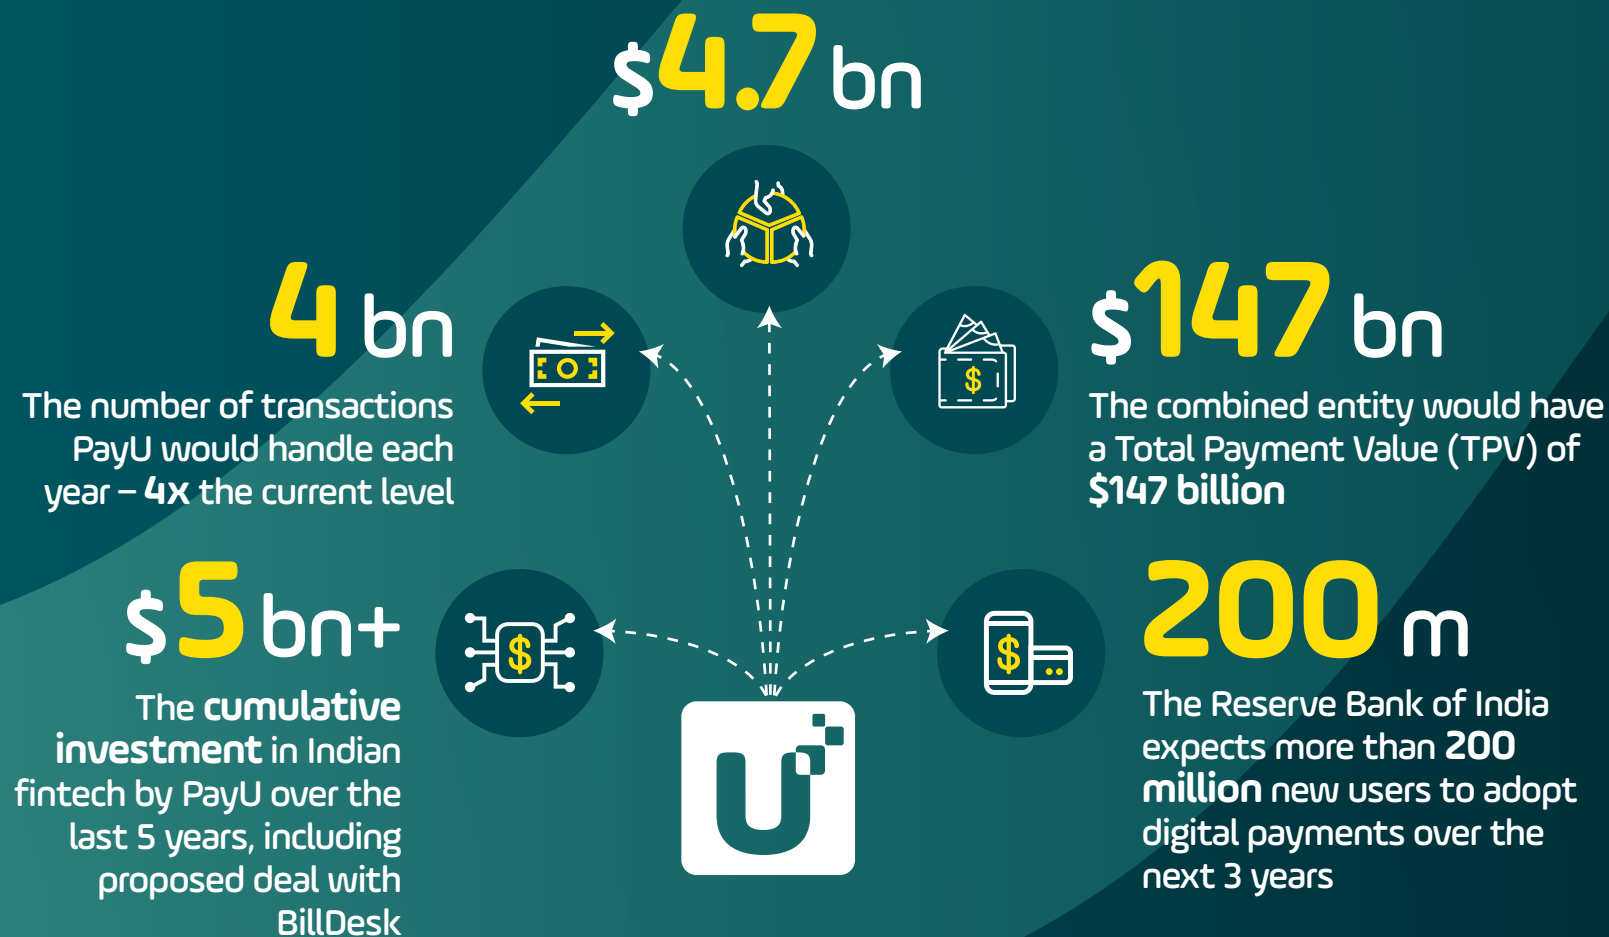 $4.7 bn
4 bn
The number of transactions
PayU would handle each
year – 4x the current level
$147 bn
The combined entity would have
a Total Payment Value (TPV) of
$147 billion
$5 bn+
The cumulative
investment in Indian
fintech by PayU over the
last 5 years, including
proposed deal with
BillDesk
200 m
The Reserve Bank of India
expects more than 200
million new users to adopt
digital payments over the
next 3 years
$
$
$
U